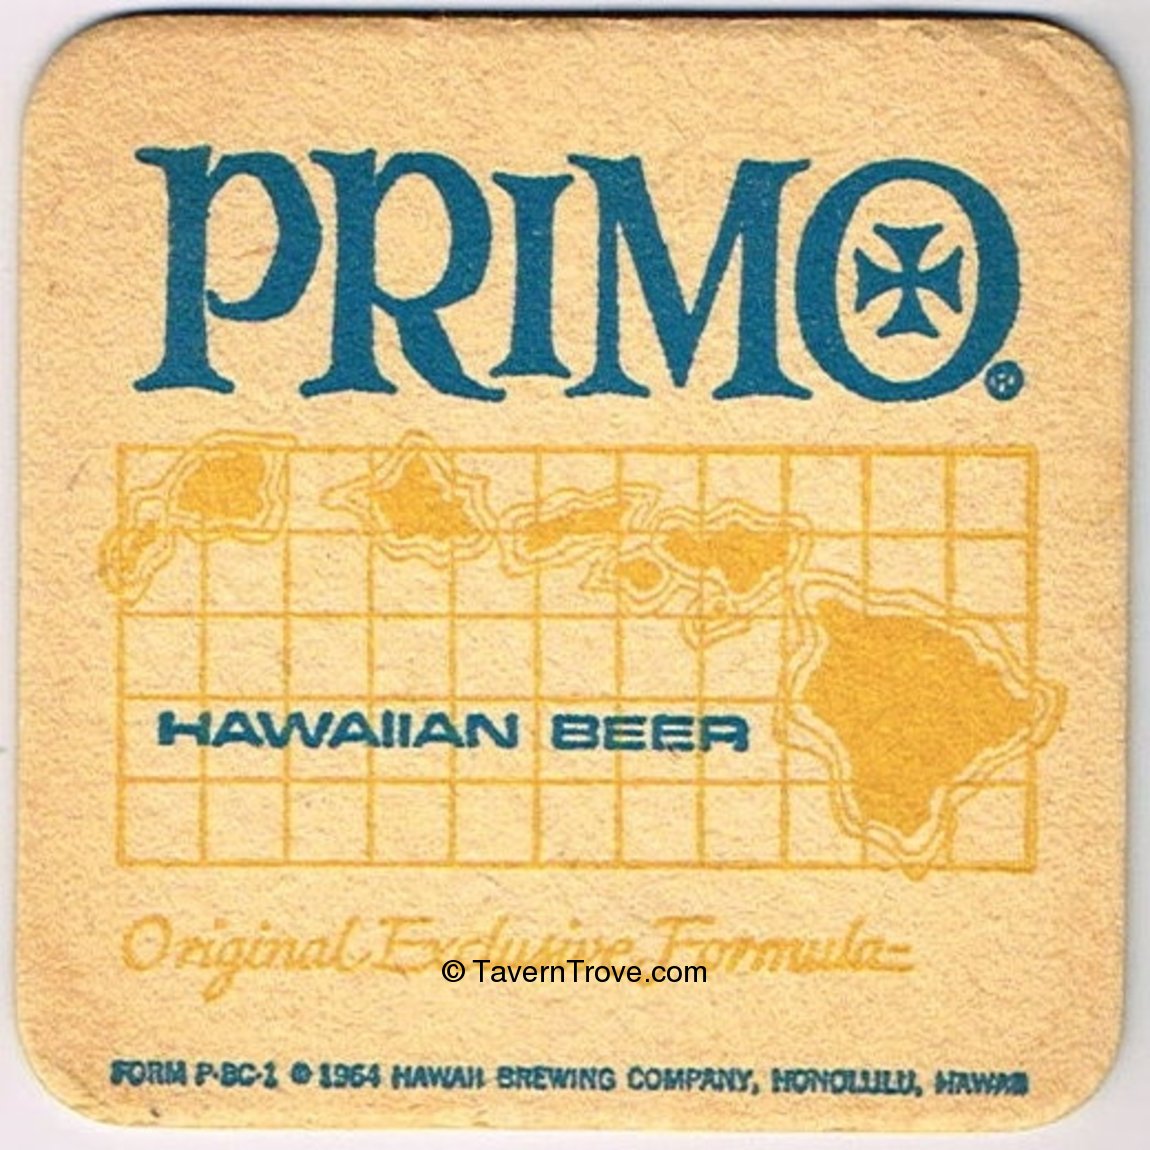 PRIMO®
HAWAIIAN BEER
Original Exclusive Formula
© TavernTrove.com
FORM P-BC-1 © 1964 HAWAII BREWING COMPANY, HONOLULU, HAWAII